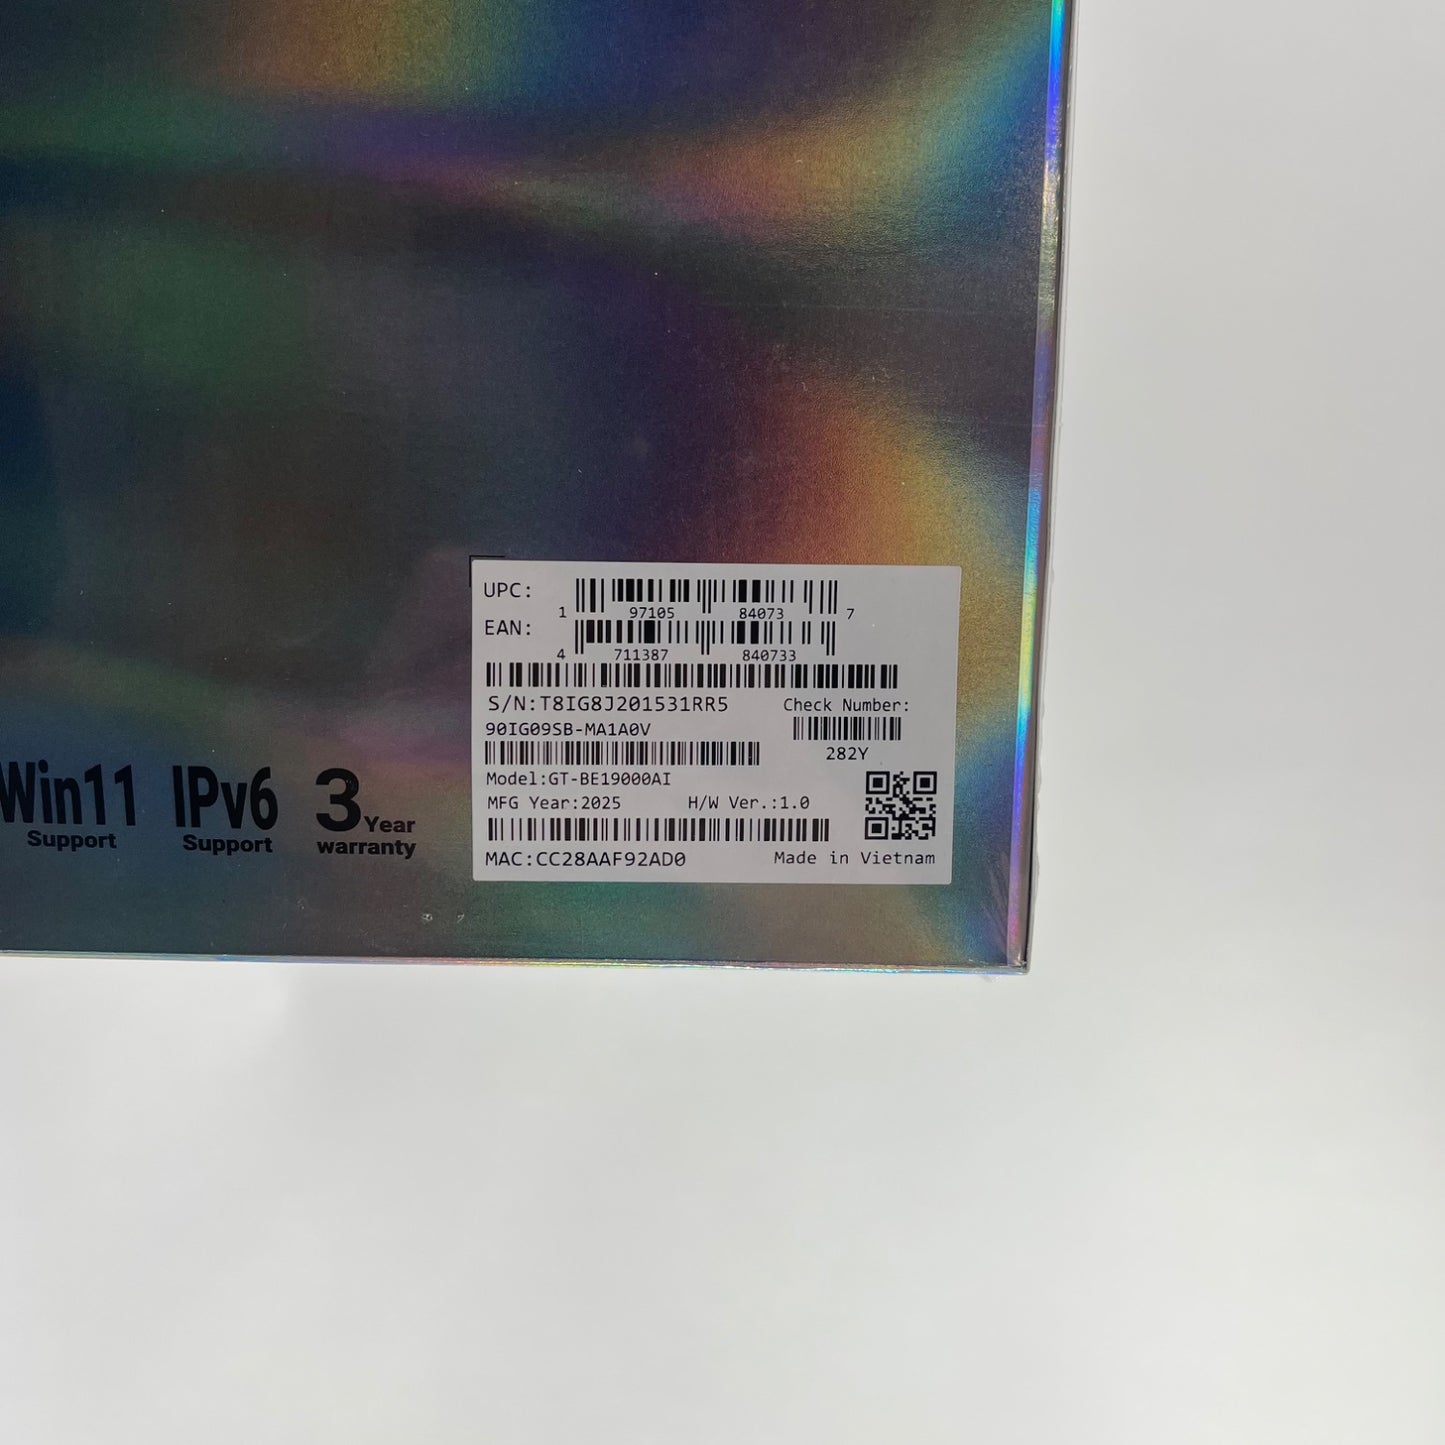 UPC:
1 97105 84073 7
EAN:
4 711387 840733
S/N:T8IG8J201531RR5
Check Number:
90IG09SB-MA1A0V
282Y
Model:GT-BE19000AI
MFG Year:2025 H/W Ver.:1.0
MAC:CC28AAF92AD0
Made in Vietnam
Win11
Support
IPv6
Support
3 Year
warranty